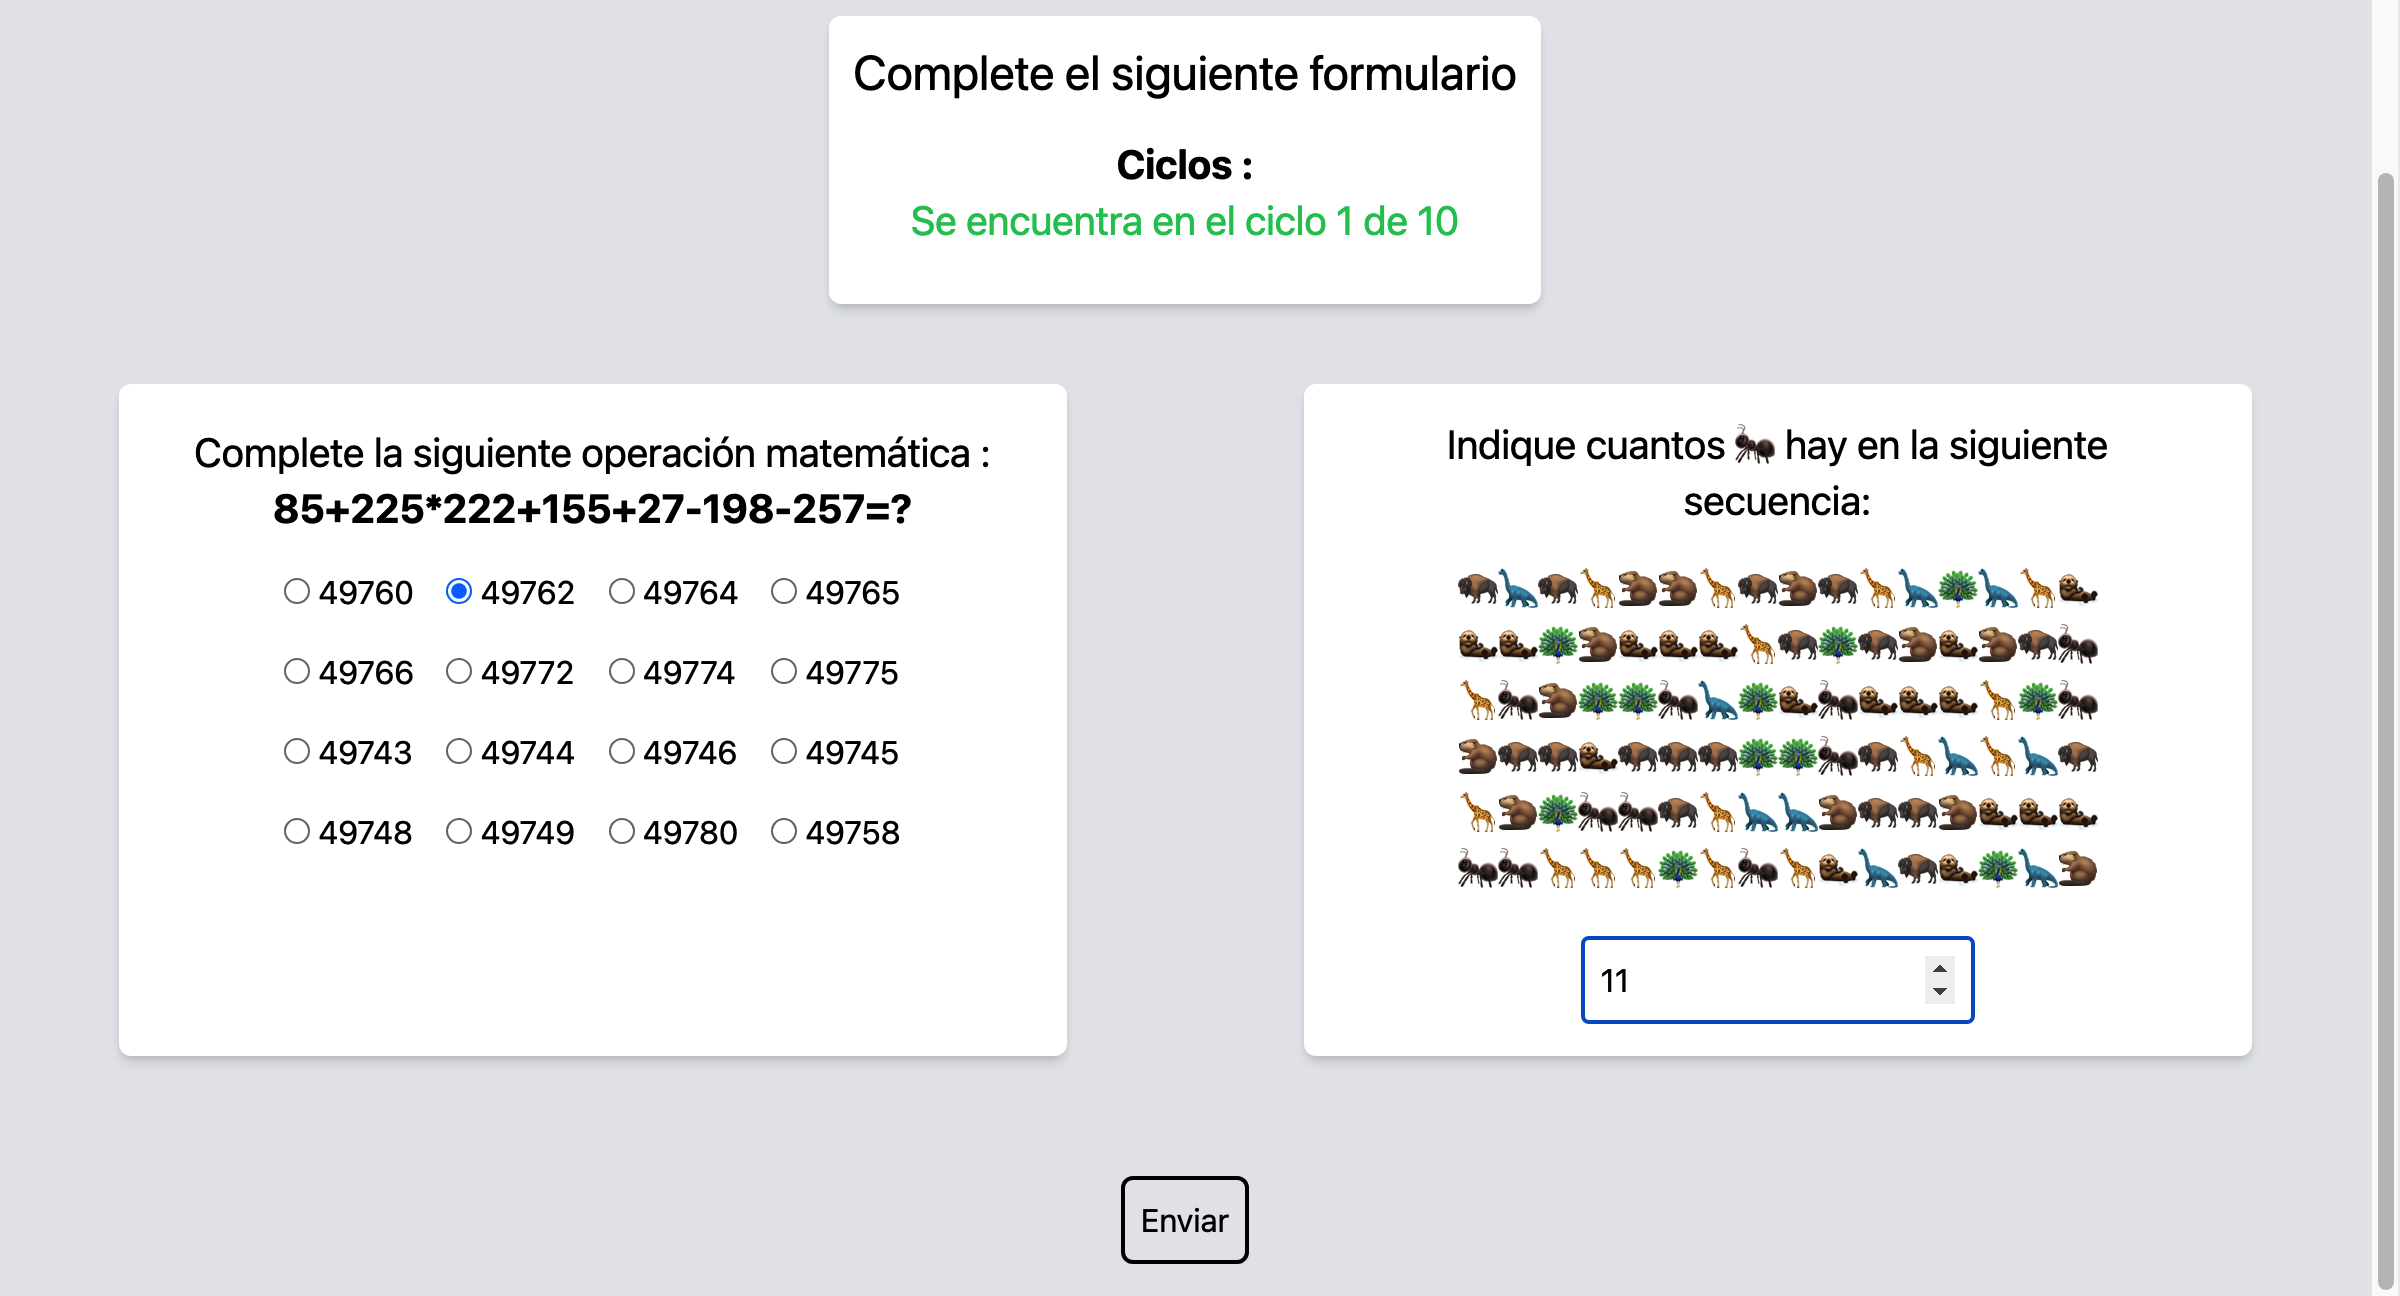 Complete el siguiente formulario
Ciclos :
Se encuentra en el ciclo 1 de 10
Complete la siguiente operación matemática :
85+225*222+155+27-198-257=?
49760 49762 49764 49765
49766 49772 49774 49775
49743 49744 49746 49745
49748 49749 49780 49758
Indique cuantos 🐜 hay en la siguiente
secuencia:
11
Enviar